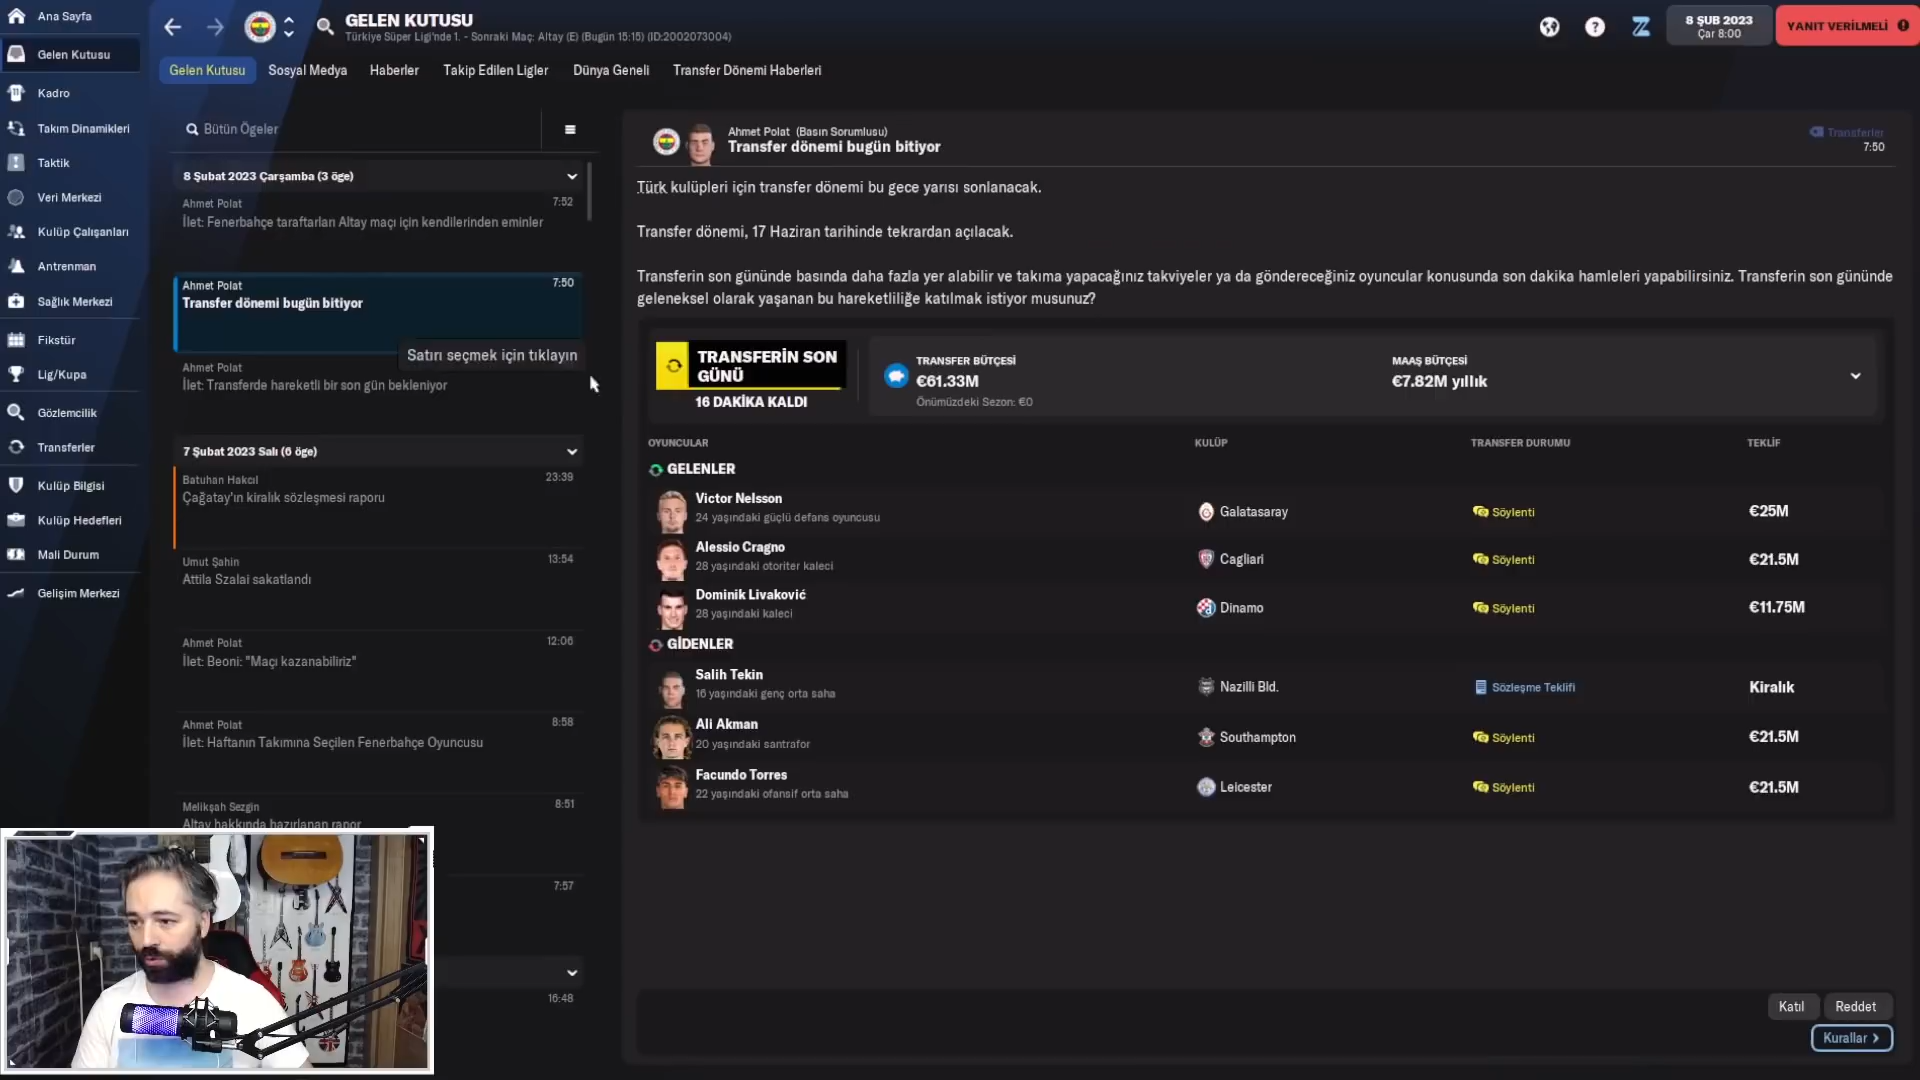 Ana Sayfa
Gelen Kutusu
Kadro
Takım Dinamikleri
Taktik
Veri Merkezi
Kulüp Çalışanları
Antrenman
Sağlık Merkezi
Fikstür
Lig/Kupa
Gözlemcilik
Transferler
Kulüp Bilgisi
Kulüp Hedefleri
Mali Durum
Gelişim Merkezi
GELEN KUTUSU
Türkiye Süper Ligi'nde 1. - Sonraki Maç: Altay (E) (Bugün 15:15) (ID:2002073004)
8 ŞUB 2023
Çar 8:00
YANIT VERİLMELİ
Gelen Kutusu Sosyal Medya Haberler Takip Edilen Ligler Dünya Geneli Transfer Dönemi Haberleri
Bütün Ögeler
8 Şubat 2023 Çarşamba (3 öge)
Ahmet Polat 7:52
İlet: Fenerbahçe taraftarları Altay maçı için kendilerinden eminler
Ahmet Polat 7:50
Transfer dönemi bugün bitiyor
Satırı seçmek için tıklayın
Ahmet Polat
İlet: Transferde hareketli bir son gün bekleniyor
7 Şubat 2023 Salı (6 öge)
Batuhan Hakcıl 23:39
Çağatay'ın kiralık sözleşmesi raporu
Umut Şahin 13:54
Attila Szalai sakatlandı
Ahmet Polat 12:06
İlet: Beoni: "Maçı kazanabiliriz"
Ahmet Polat 8:58
İlet: Haftanın Takımına Seçilen Fenerbahçe Oyuncusu
Melikşah Sezgin 8:51
Altay hakkında hazırlanan rapor
7:57
16:48
Ahmet Polat (Basın Sorumlusu)
Transfer dönemi bugün bitiyor
Transferler
7:50
Türk kulüpleri için transfer dönemi bu gece yarısı sonlanacak.
Transfer dönemi, 17 Haziran tarihinde tekrardan açılacak.
Transferin son gününde basında daha fazla yer alabilir ve takıma yapacağınız takviyeler ya da göndereceğiniz oyuncular konusunda son dakika hamleleri yapabilirsiniz. Transferin son gününde
geleneksel olarak yaşanan bu hareketliliğe katılmak istiyor musunuz?
TRANSFERİN SON
GÜNÜ
16 DAKİKA KALDI
TRANSFER BÜTÇESİ
€61.33M
Önümüzdeki Sezon: €0
MAAŞ BÜTÇESİ
€7.82M yıllık
OYUNCULAR KULÜP TRANSFER DURUMU TEKLİF
GELENLER
Victor Nelsson
24 yaşındaki güçlü defans oyuncusu
Galatasaray Söylenti €25M
Alessio Cragno
28 yaşındaki otoriter kaleci
Cagliari Söylenti €21.5M
Dominik Livaković
28 yaşındaki kaleci
Dinamo Söylenti €11.75M
GİDENLER
Salih Tekin
16 yaşındaki genç orta saha
Nazilli Bld. Sözleşme Teklifi Kiralık
Ali Akman
20 yaşındaki santrafor
Southampton Söylenti €21.5M
Facundo Torres
22 yaşındaki ofansif orta saha
Leicester Söylenti €21.5M
Katıl Reddet
Kurallar